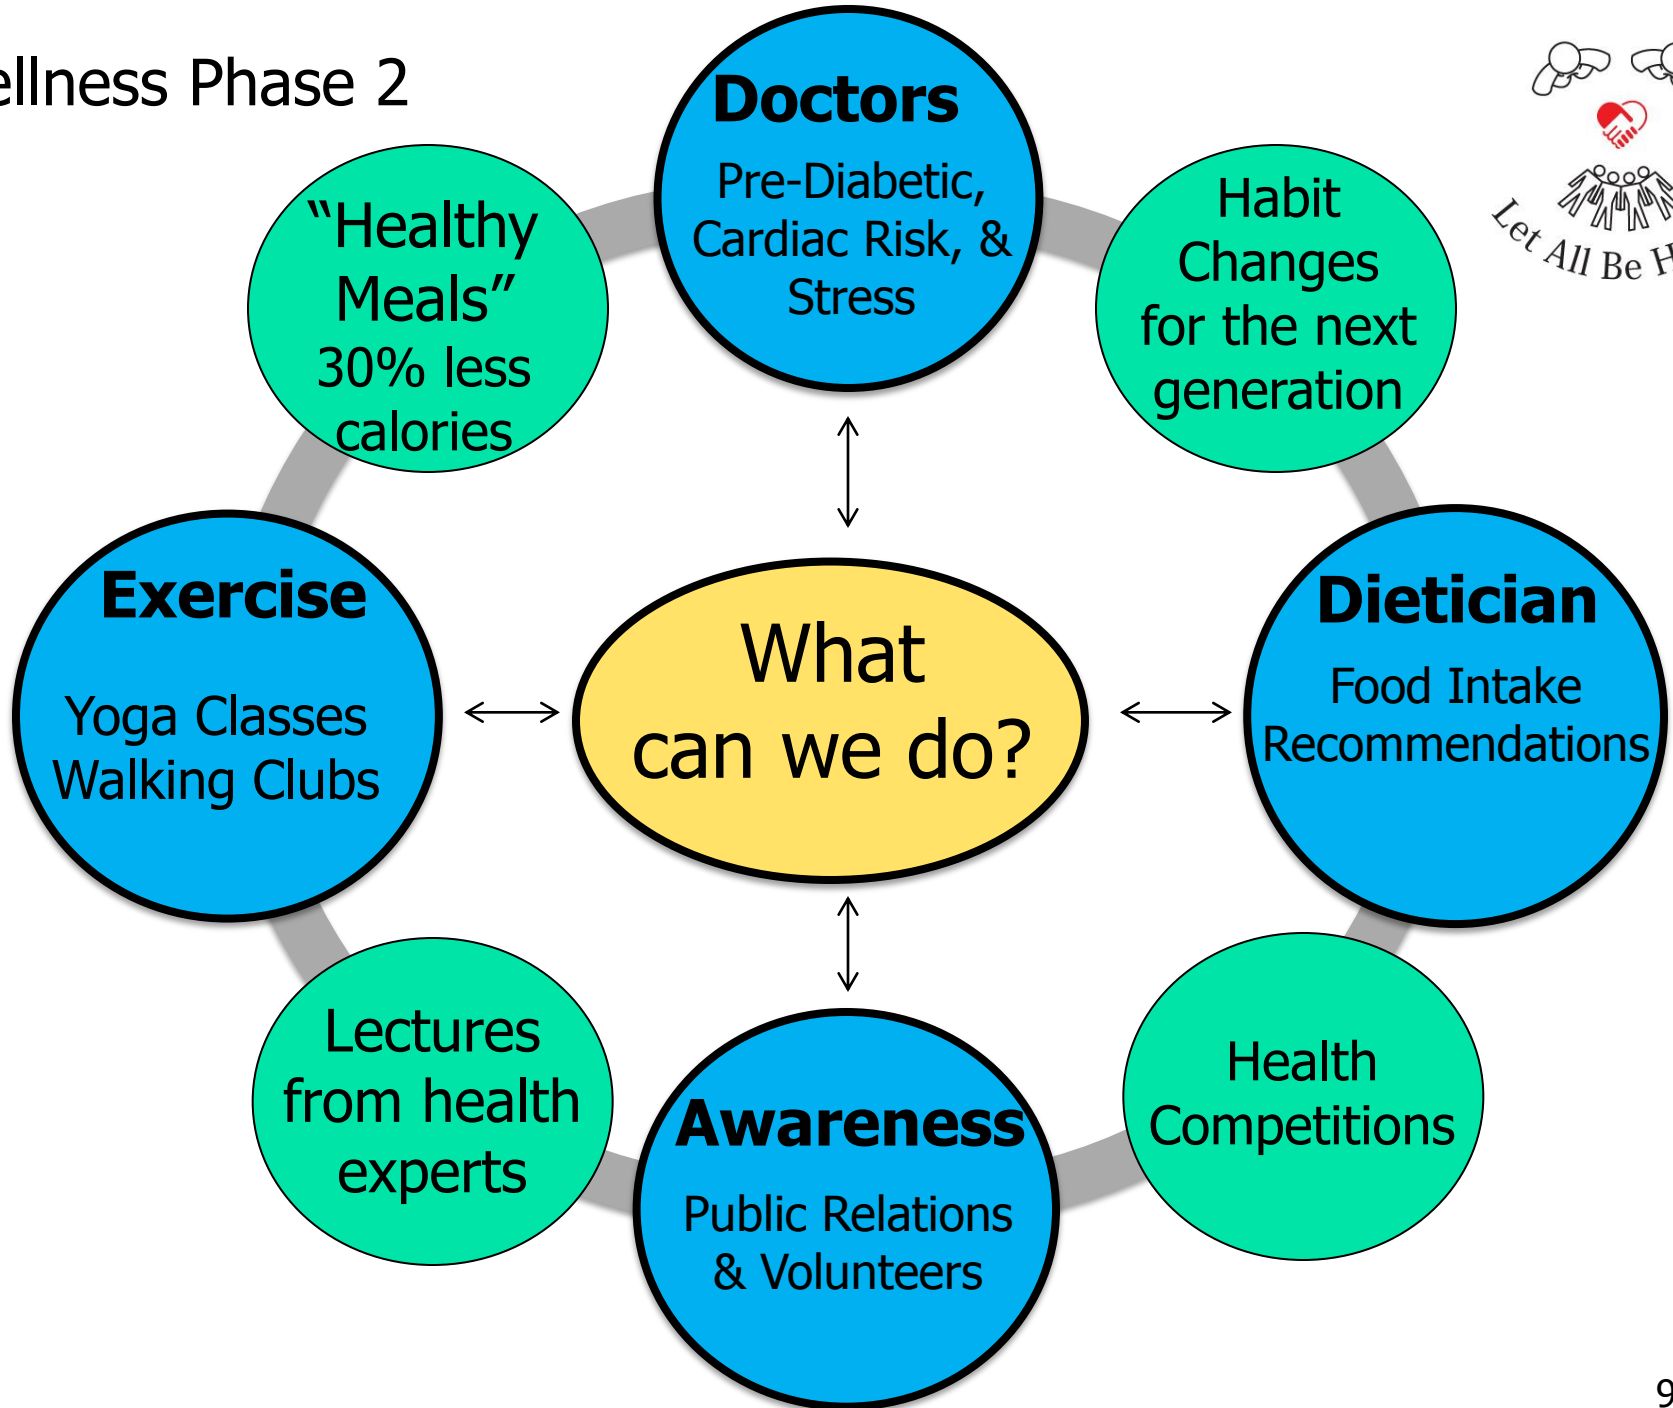 ellness Phase 2
Doctors
Pre-Diabetic,
Cardiac Risk, &
Stress
"Healthy
Meals"
30% less
calories
Habit
Changes
for the next
generation
Let All Be H
Exercise
Yoga Classes
Walking Clubs
What
can we do?
Dietician
Food Intake
Recommendations
Lectures
from health
experts
Awareness
Public Relations
& Volunteers
Health
Competitions
9